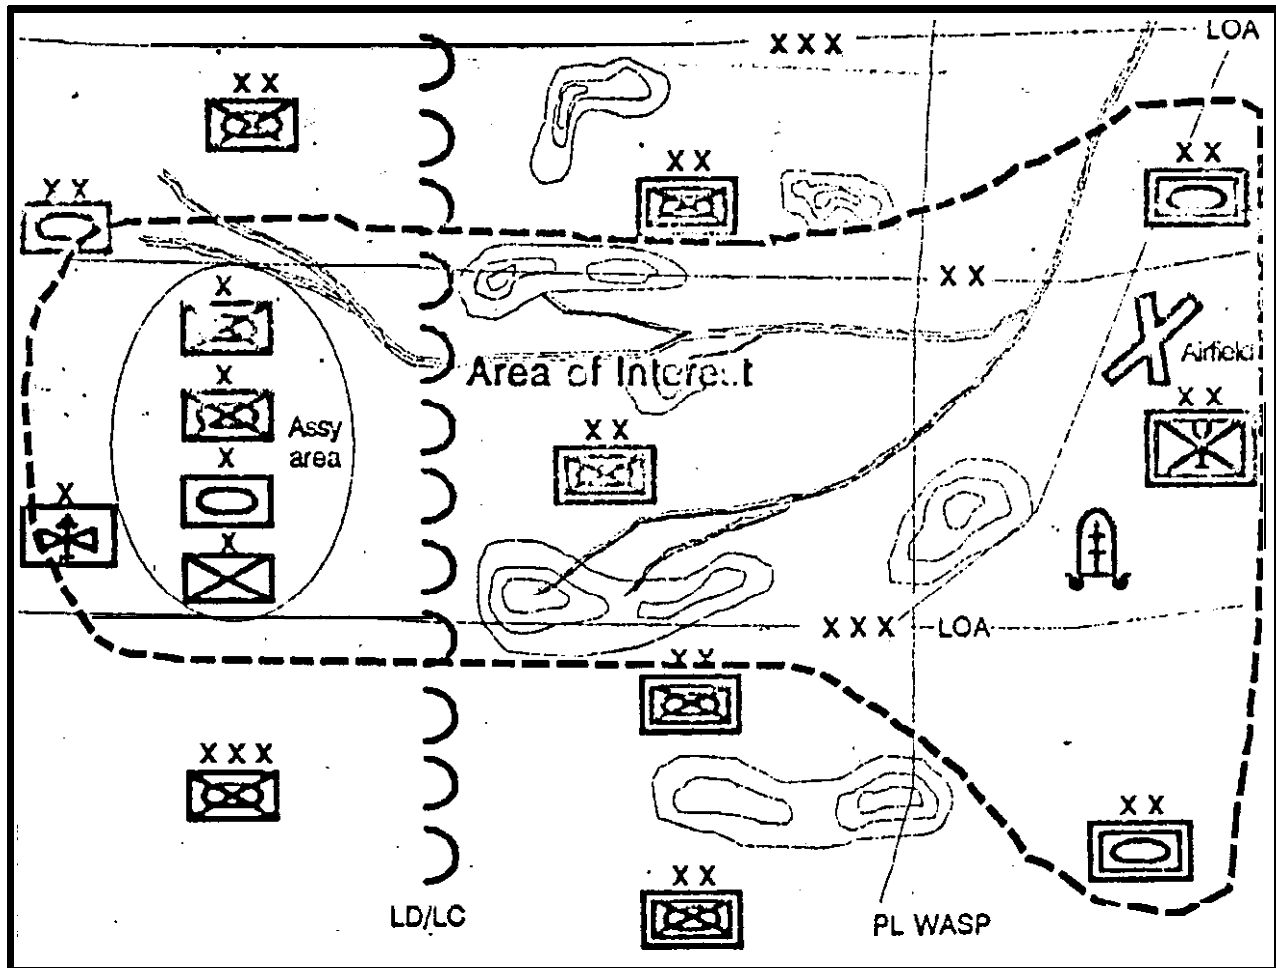 XXX
LOA
XX
XX
XX
XX
XX
X
Area of Interest
Airfield
X
XX
Assy
area
XX
X
X
X
XXX
LOA
XX
XXX
XX
XX
LD/LC
PL WASP